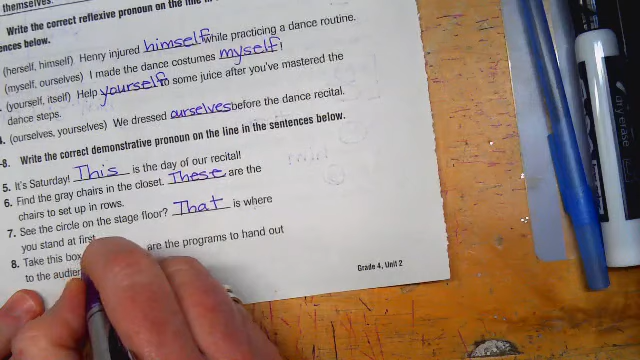 themselves.
Write the correct reflexive pronoun on the line in
ences below.
(herself, himself) Henry injured himself while practicing a dance routine.
(myself, ourselves) I made the dance costumes myself!
(yourself, itself) Help yourself to some juice after you've mastered the
dance steps.
(ourselves, yourselves) We dressed ourselves before the dance recital.
-8. Write the correct demonstrative pronoun on the line in the sentences below.
5. It's Saturday! This is the day of our recital!
6. Find the gray chairs in the closet. These are the
chairs to set up in rows.
7. See the circle on the stage floor? That is where
you stand at first.
8. Take this box are the programs to hand out
to the audien
Grade 4, Unit 2
dry erase